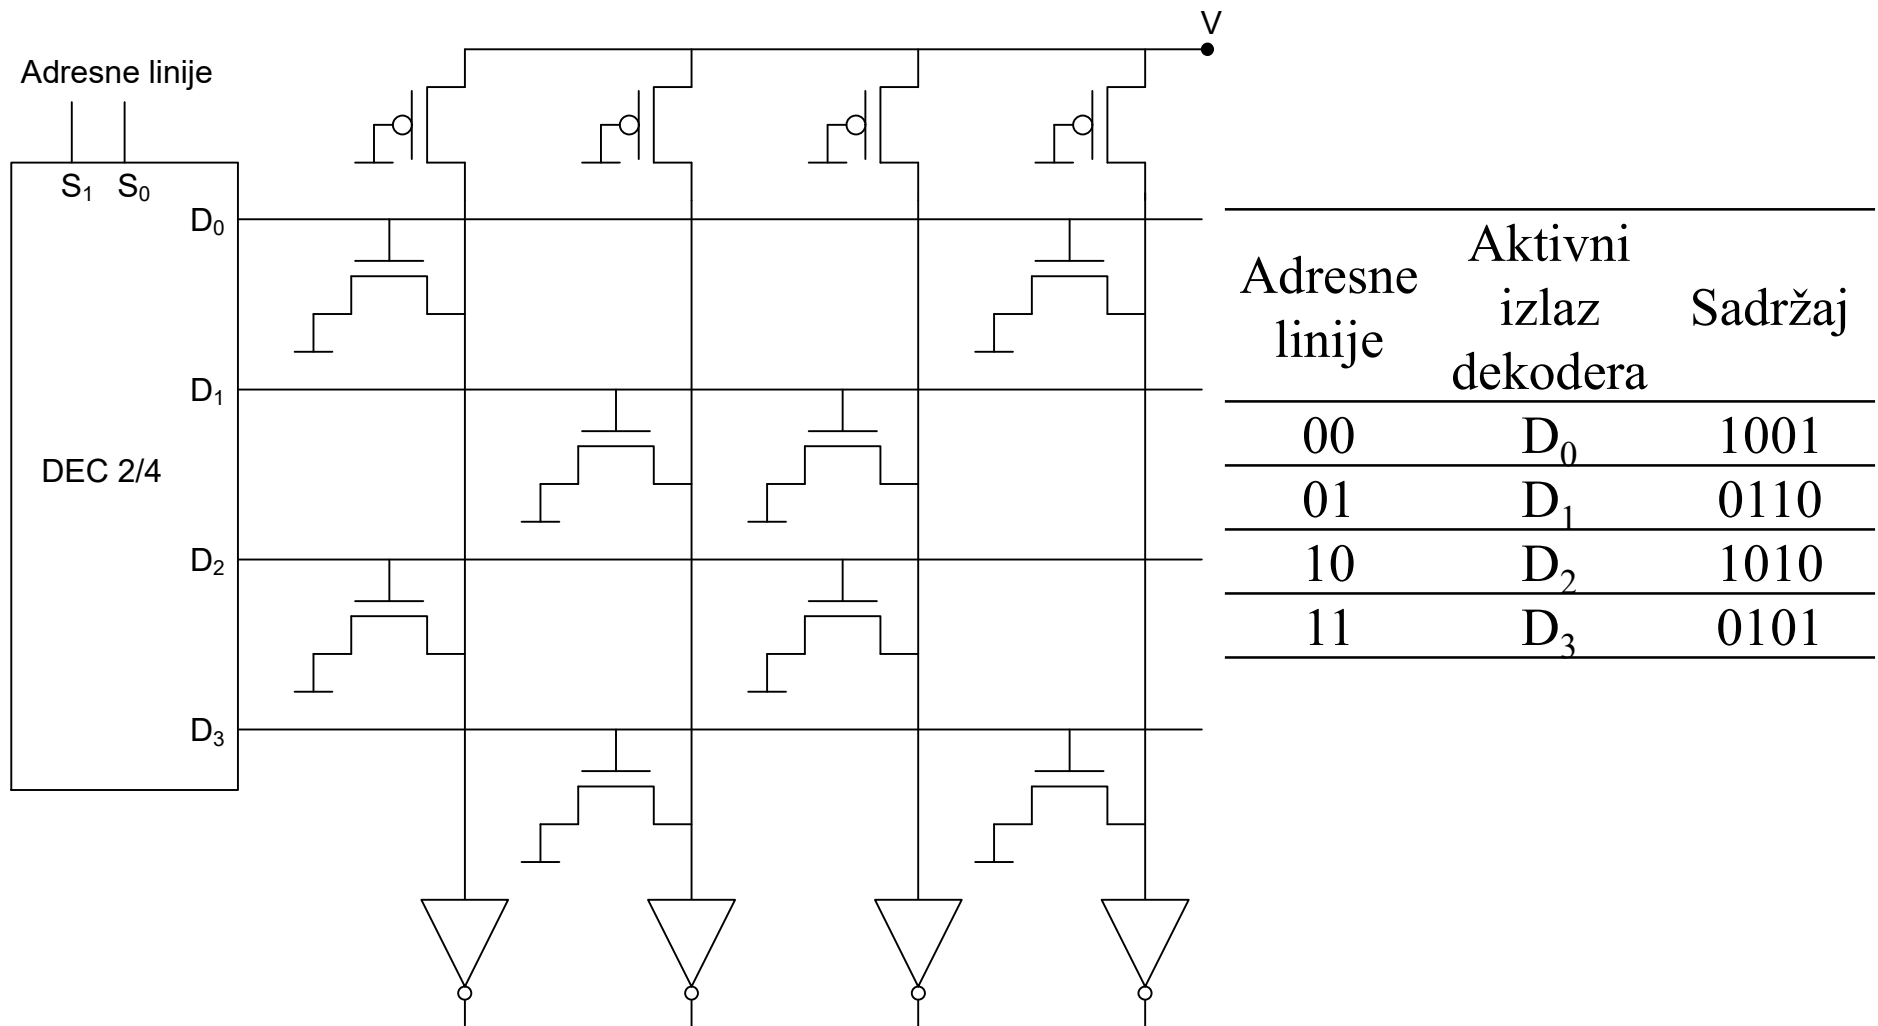 V
Adresne linije
S₁ S₀
D₀
D₁
DEC 2/4
D₂
D₃
Adresne linije
Aktivni izlaz dekodera
Sadržaj
00 D₀ 1001
01 D₁ 0110
10 D₂ 1010
11 D₃ 0101